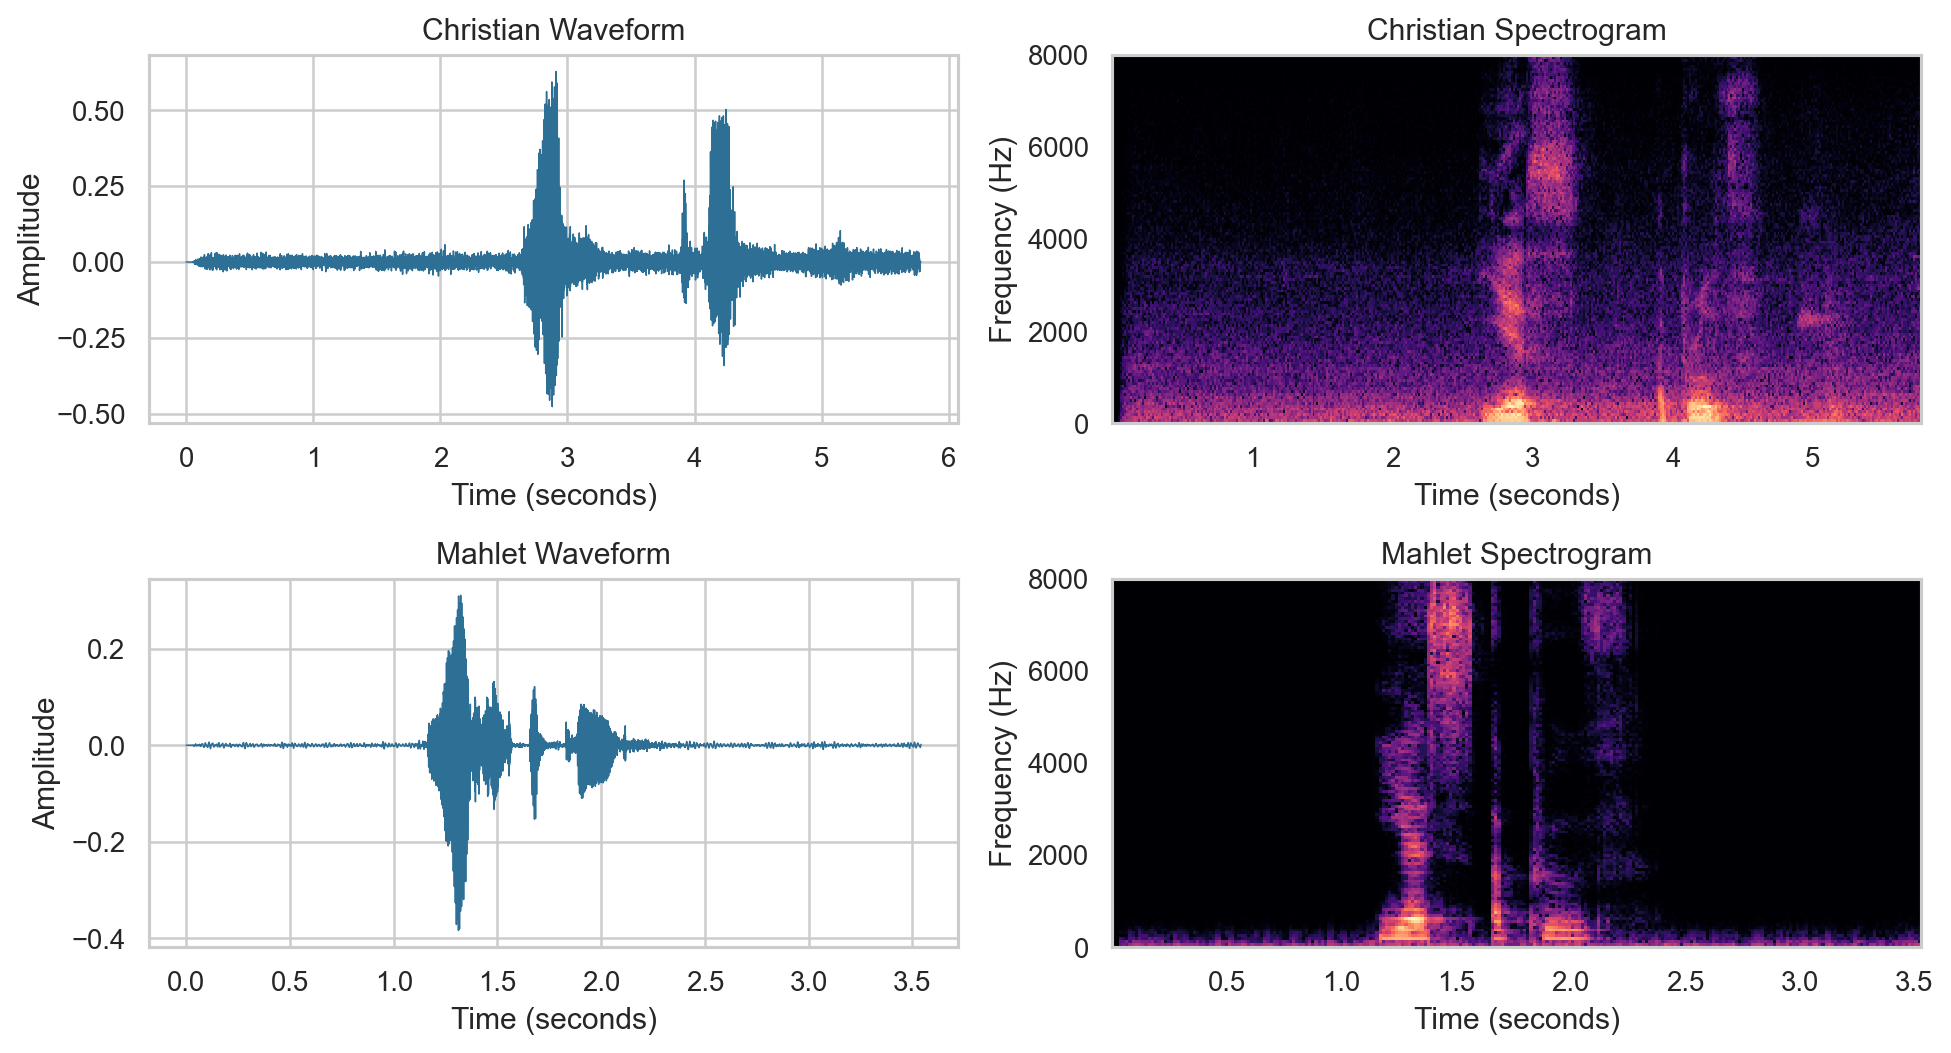 Christian Waveform
Amplitude
0.50
0.25
0.00
−0.25
−0.50
0 1 2 3 4 5 6
Time (seconds)
Christian Spectrogram
Frequency (Hz)
8000
6000
4000
2000
0
1 2 3 4 5
Time (seconds)
Mahlet Waveform
Amplitude
0.2
0.0
−0.2
−0.4
0.0 0.5 1.0 1.5 2.0 2.5 3.0 3.5
Time (seconds)
Mahlet Spectrogram
Frequency (Hz)
8000
6000
4000
2000
0
0.5 1.0 1.5 2.0 2.5 3.0 3.5
Time (seconds)